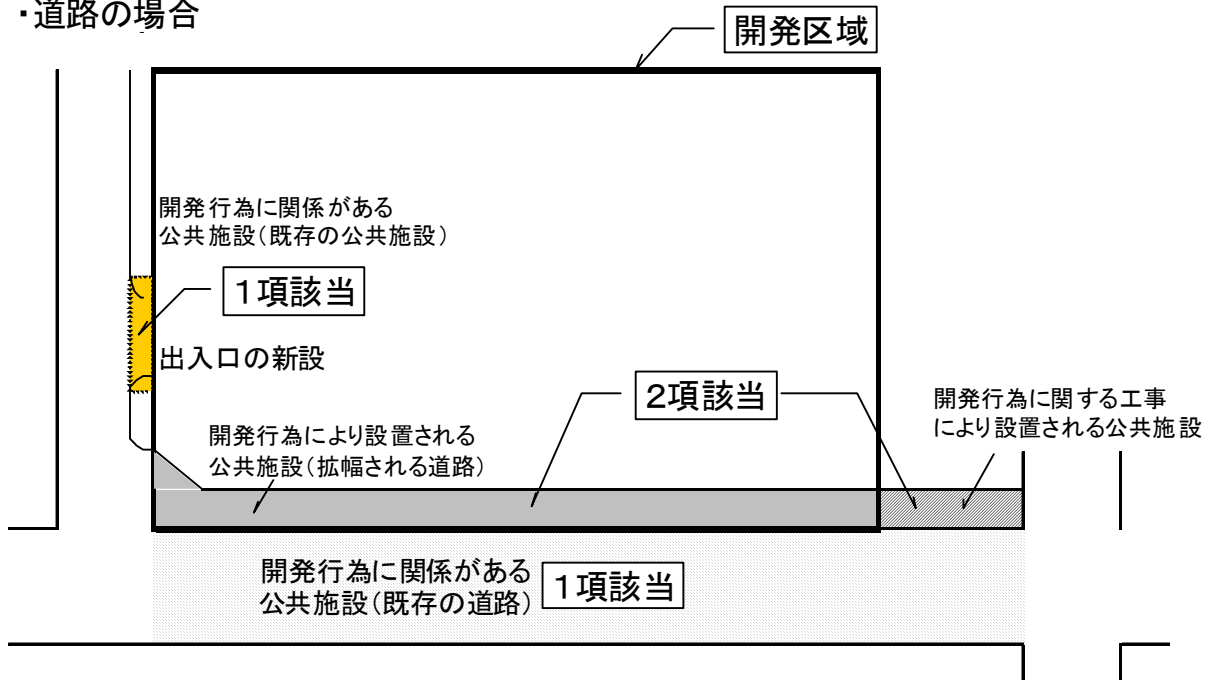 ・道路の場合
開発区域
開発行為に関係がある
公共施設(既存の公共施設)
1項該当
出入口の新設
2項該当
開発行為に関する工事
により設置される公共施設
開発行為により設置される
公共施設(拡幅される道路)
開発行為に関係がある
公共施設(既存の道路)
1項該当